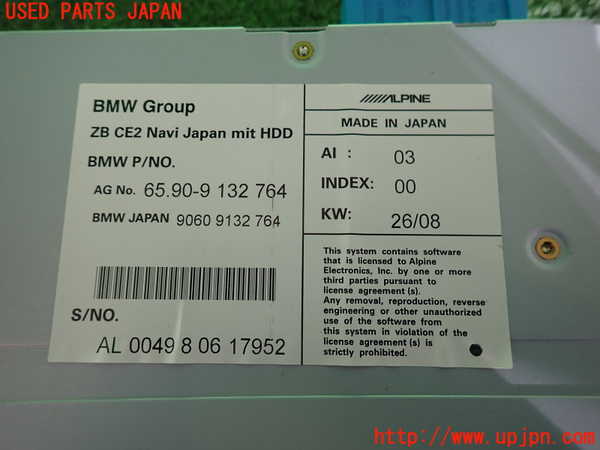 USED PARTS JAPAN
BMW Group
ZB CE2 Navi Japan mit HDD
BMW P/NO.
AG No. 65.90-9 132 764
BMW JAPAN 9060 9132 764
S/NO.
AL 0049 8 06 17952
ALPINE
MADE IN JAPAN
AI : 03
INDEX: 00
KW: 26/08
This system contains software
that is licensed to Alpine
Electronics, Inc. by one or more
third parties pursuant to
license agreement (s).
Any removal, reproduction, reverse
engineering or other unauthorized
use of the software from
this system in violation of the
license agreement (s) is
strictly prohibited.
http://www.upjpn.com/